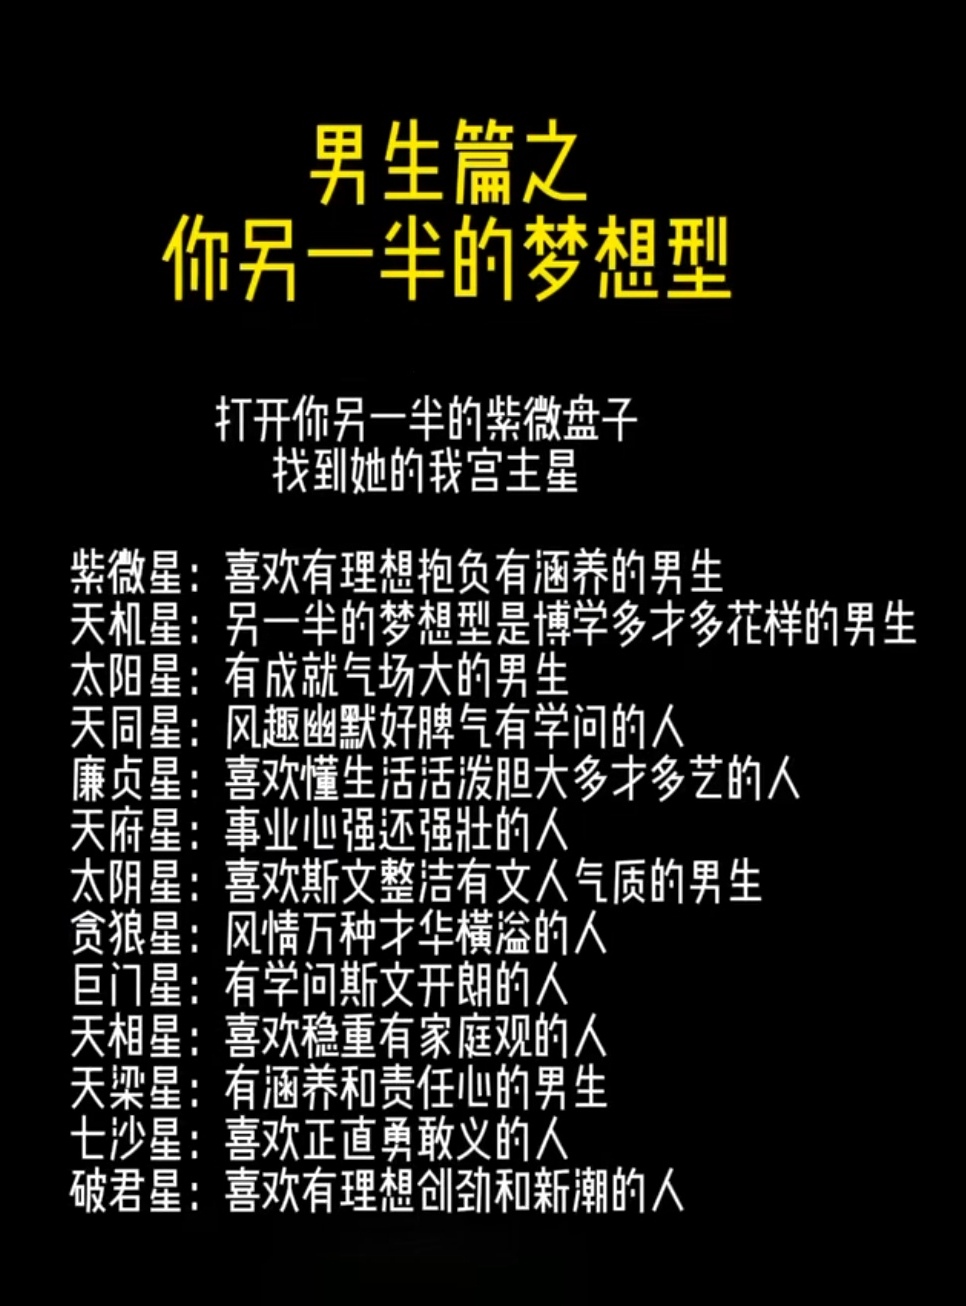 男生篇之
你另一半的梦想型
打开你另一半的紫微盘子
找到她的我宫主星
紫微星：喜欢有理想抱负有涵养的男生
天机星：另一半的梦想型是博学多才多花样的男生
太阳星：有成就气场大的男生
天同星：风趣幽默好脾气有学问的人
廉贞星：喜欢懂生活活泼胆大多才多艺的人
天府星：事业心强还强壮的人
太阴星：喜欢斯文整洁有文人气质的男生
贪狼星：风情万种才华横溢的人
巨门星：有学问斯文开朗的人
天相星：喜欢稳重有家庭观的人
天梁星：有涵养和责任心的男生
七沙星：喜欢正直勇敢义的人
破君星：喜欢有理想创劲和新潮的人